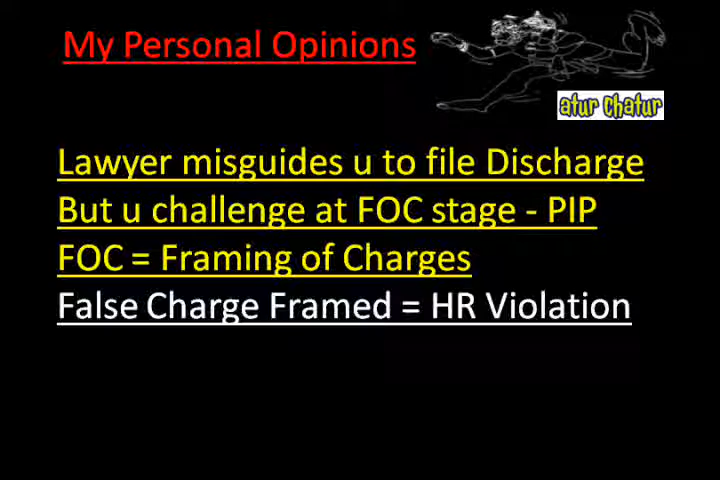 My Personal Opinions
atur chatur
Lawyer misguides u to file Discharge
But u challenge at FOC stage - PIP
FOC = Framing of Charges
False Charge Framed = HR Violation